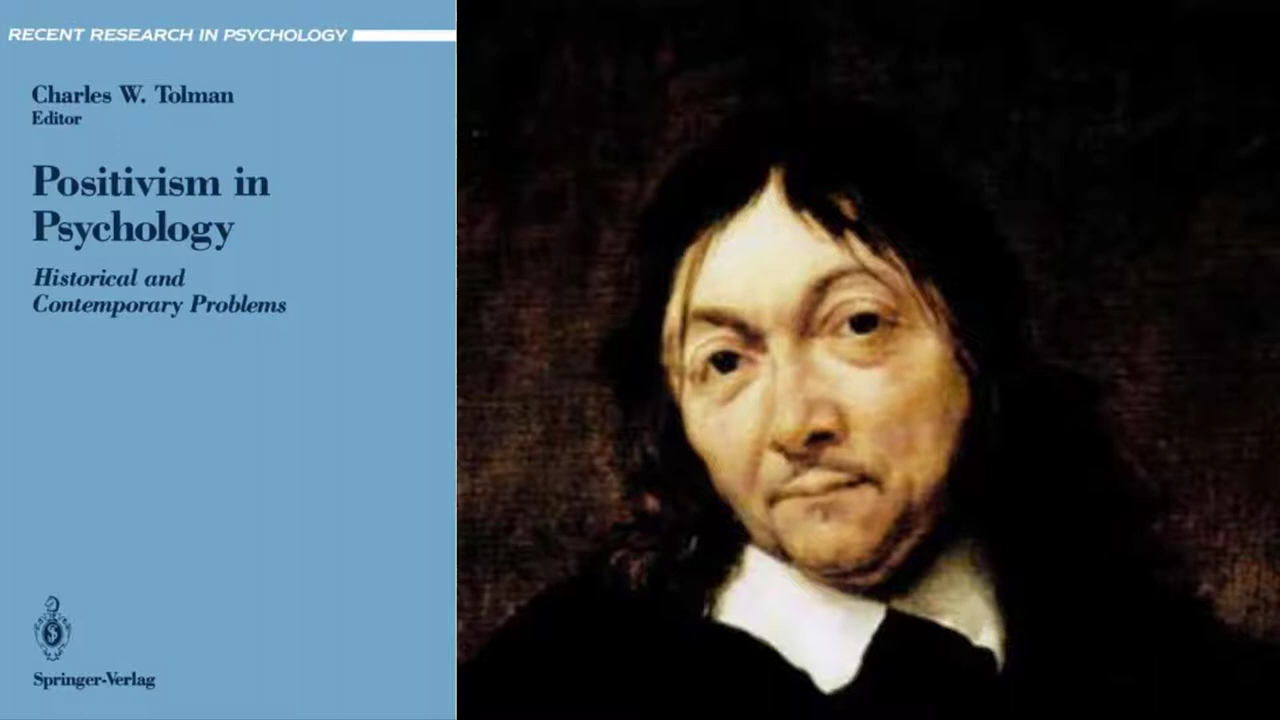 RECENT RESEARCH IN PSYCHOLOGY
Charles W. Tolman
Editor
Positivism in
Psychology
Historical and
Contemporary Problems
Springer-Verlag